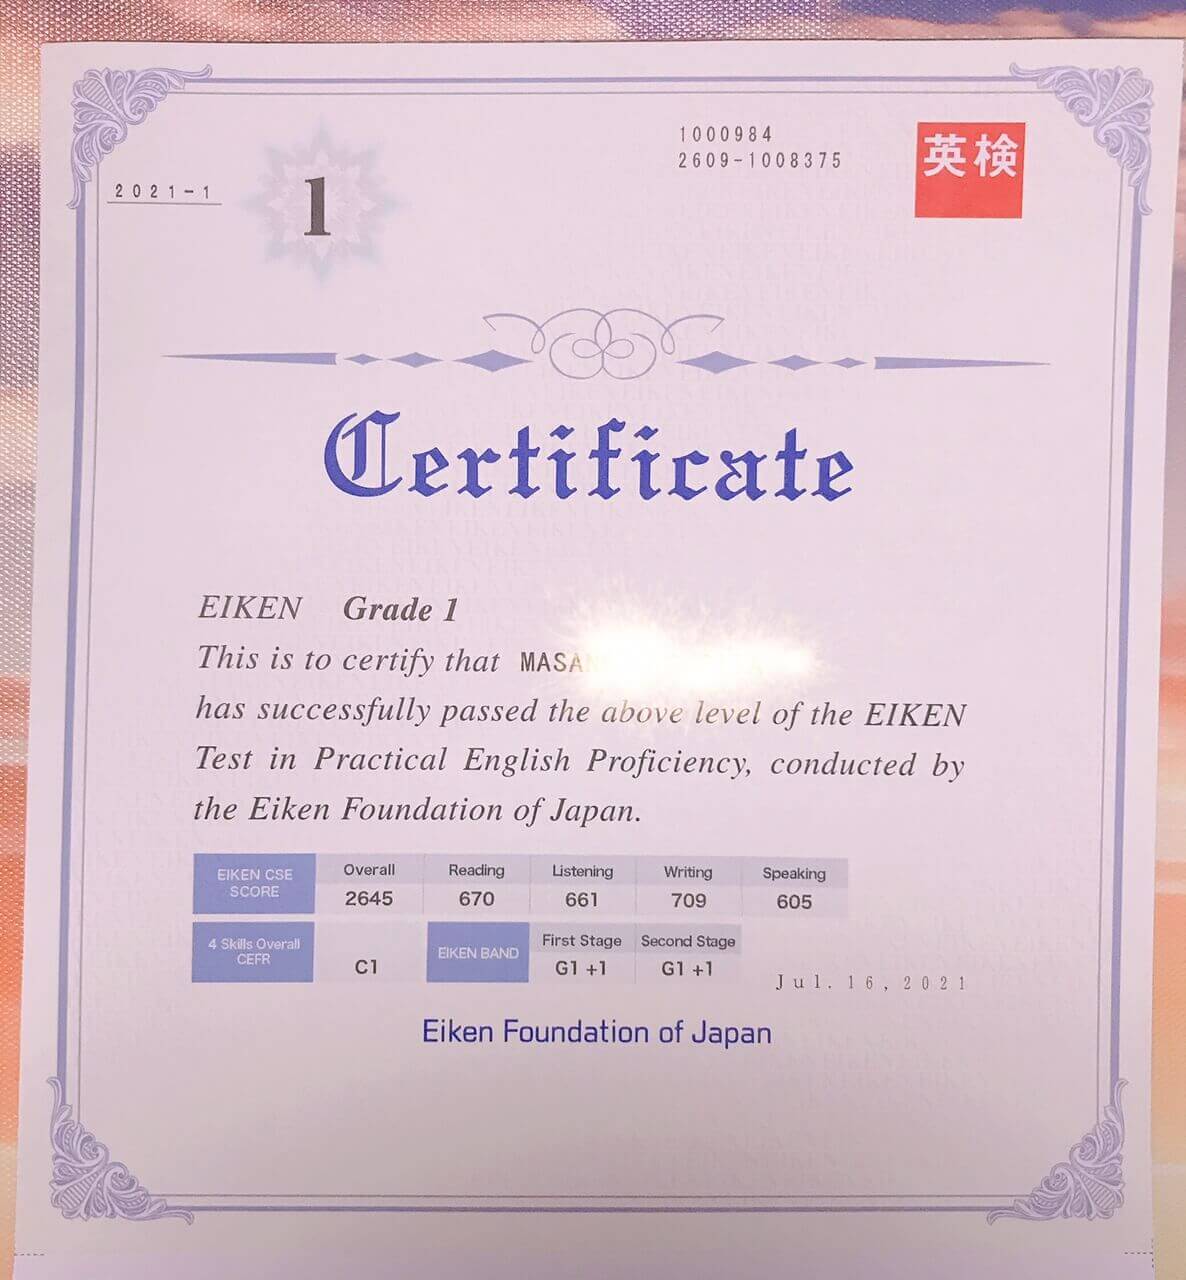 1000984
2609-1008375
英検
2021-1
1
Certificate
EIKEN Grade 1
This is to certify that
has successfully passed the above level of the EIKEN
Test in Practical English Proficiency, conducted by
the Eiken Foundation of Japan.
EIKEN CSE SCORE
Overall Reading Listening Writing Speaking
2645 670 661 709 605
4 Skills Overall CEFR
C1
EIKEN BAND
First Stage Second Stage
G1 +1 G1 +1
Jul. 16, 2021
Eiken Foundation of Japan